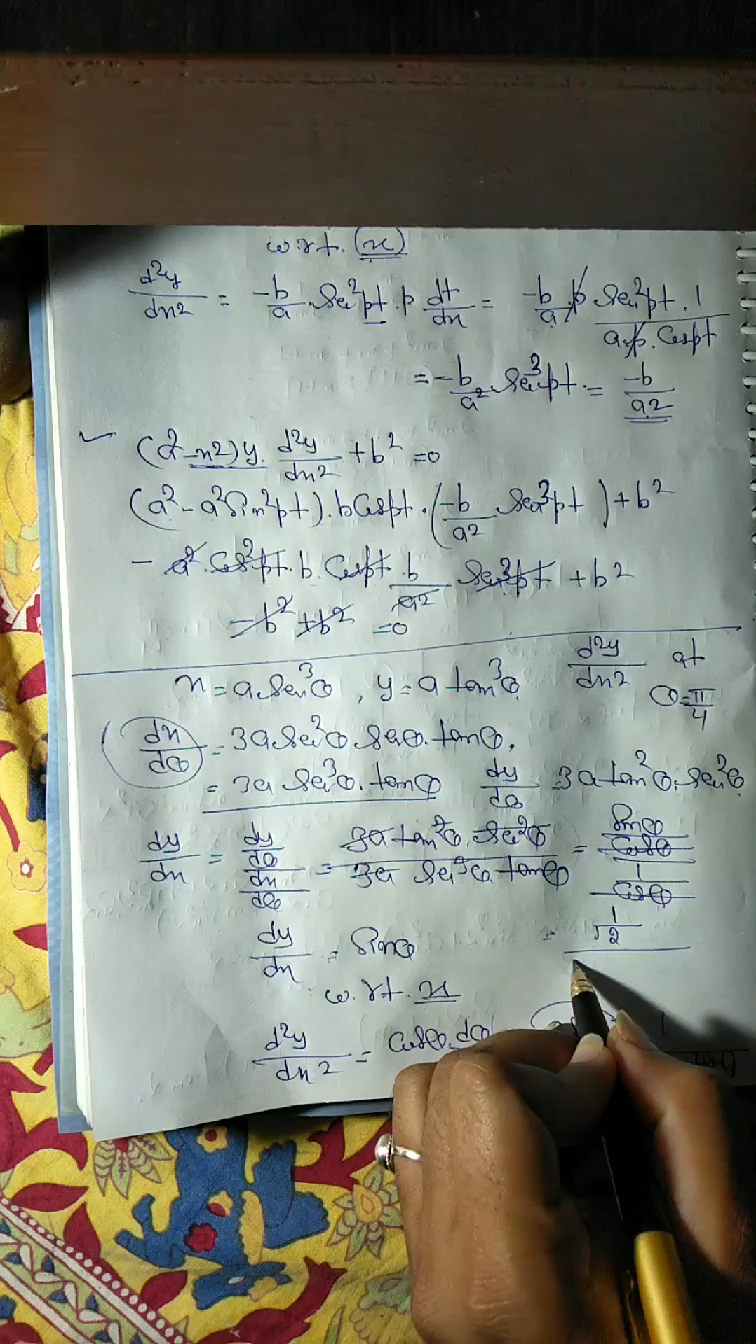 w.r.t. (x)
d²y/dx² = -b/a · Sec²pt · p dt/dx = -b/a p Sec²pt · 1 / a p · Cospt
= -b/a² Sec³pt · = -b/a²
(a² - x²) y · d²y/dx² + b² = 0
(a² - a² Sin²pt) · b Cospt · (-b/a² Sec³pt) + b²
- a² · Cos²pt · b · Cospt · b/a² Sec³pt + b²
- b² + b² = 0
x = a Sec³θ , y = a tan³θ d²y/dx² at θ = π/4
dx/dθ = 3a Sec²θ Secθ · tanθ ·
= 3a Sec³θ · tanθ dy/dθ = 3a tan²θ · Sec²θ
dy/dx = dy/dθ / dx/dθ = 3a tan²θ · Sec²θ / 3a Sec³θ tanθ = Sinθ/Cosθ / 1/Cosθ
dy/dx = Sinθ = 1/√2
w.r.t. x
d²y/dx² = Cosθ · dθ 1